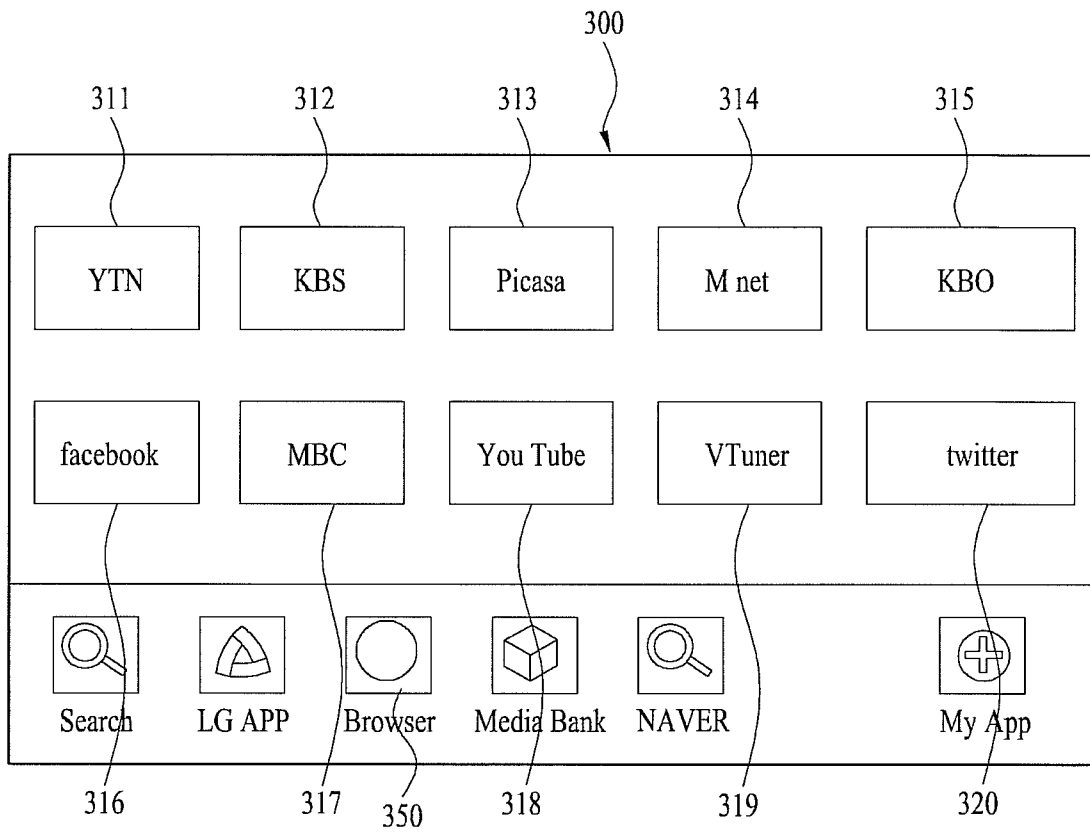 300
311 312 313 314 315
YTN KBS Picasa M net KBO
facebook MBC You Tube VTuner twitter
Search LG APP Browser Media Bank NAVER My App
316 317 350 318 319 320